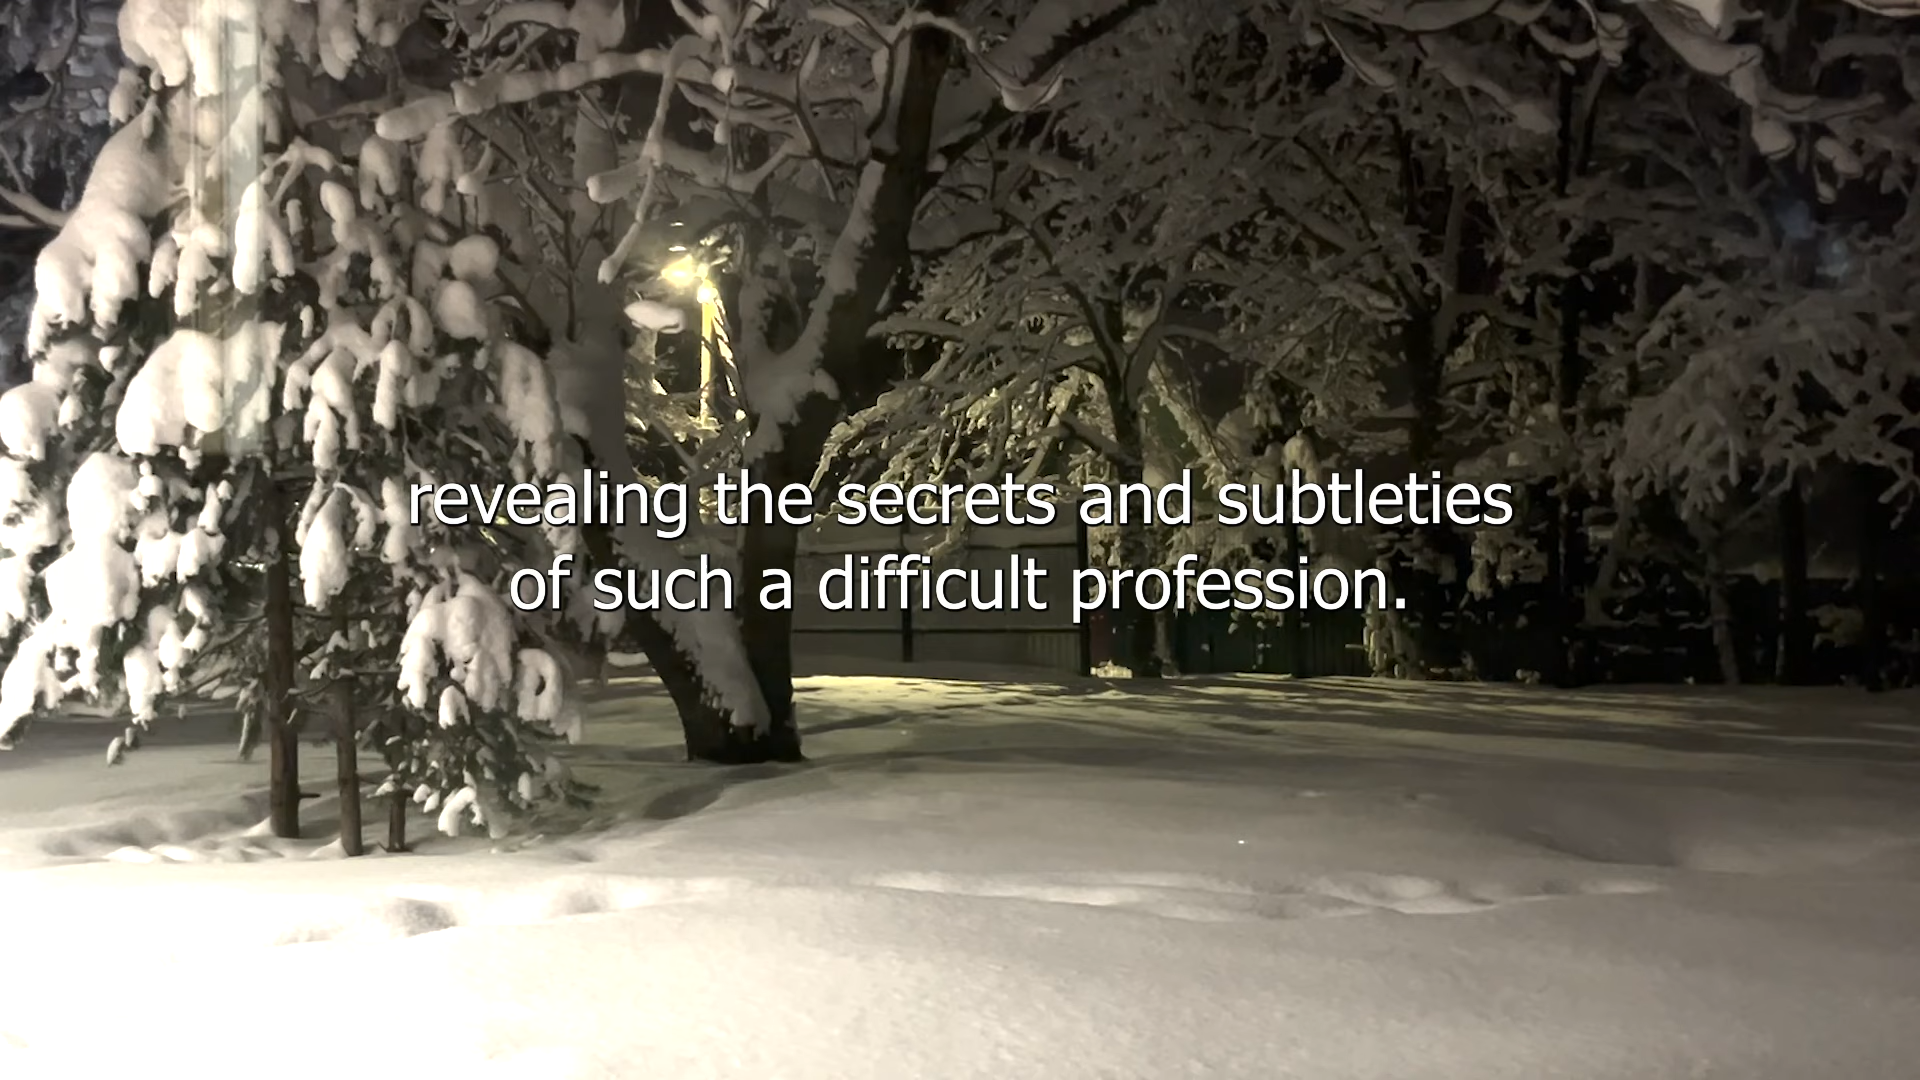 revealing the secrets and subtleties
of such a difficult profession.